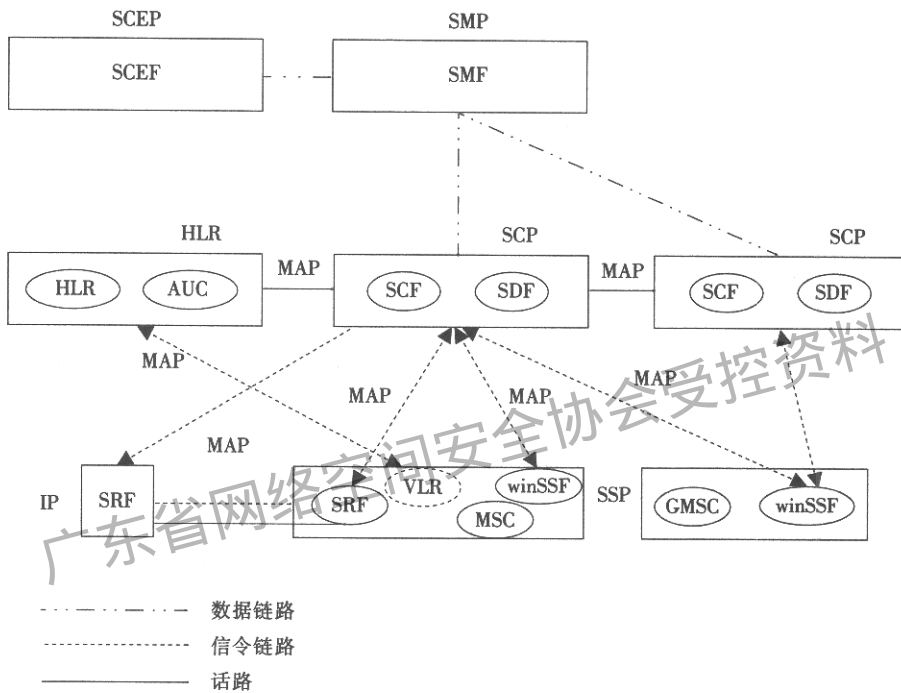 SCEP
SMP
SCEF
SMF
HLR
SCP
SCP
HLR
AUC
MAP
SCF
SDF
MAP
SCF
SDF
MAP
MAP
MAP
MAP
MAP
IP
SRF
SRF
VLR
winSSF
MSC
SSP
GMSC
winSSF
广东省网络空间安全协会受控资料
数据链路
信令链路
话路